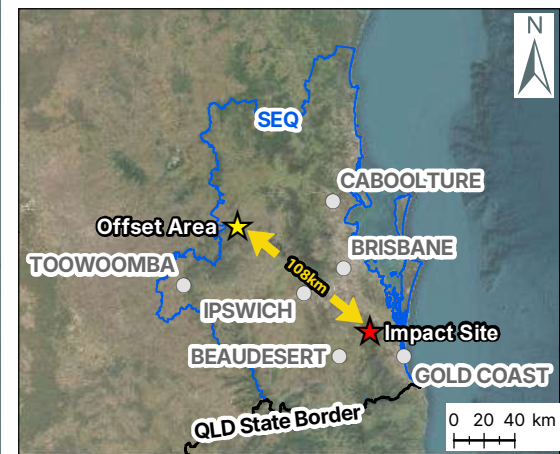 N
SEQ
CABOOLTURE
Offset Area
BRISBANE
TOOWOOMBA
108km
IPSWICH
Impact Site
BEAUDESERT
GOLD COAST
QLD State Border
0 20 40 km